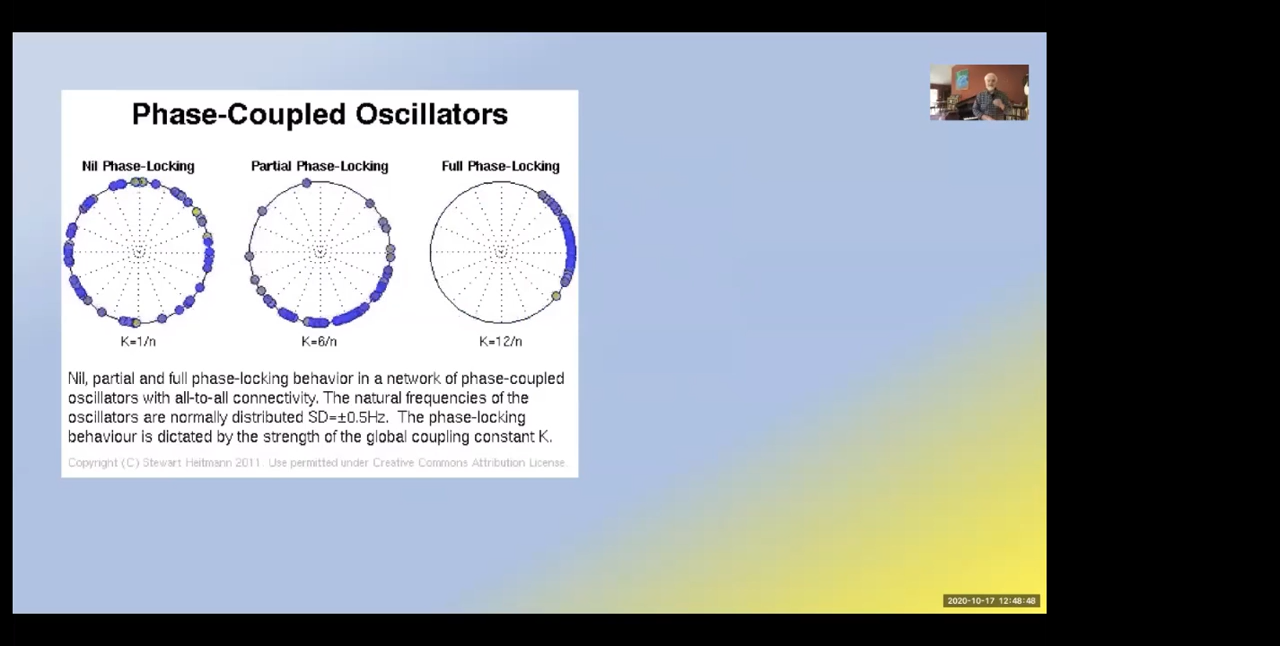 Phase-Coupled Oscillators
Nil Phase-Locking
Partial Phase-Locking
Full Phase-Locking
K=1/n
K=6/n
K=12/n
Nil, partial and full phase-locking behavior in a network of phase-coupled
oscillators with all-to-all connectivity. The natural frequencies of the
oscillators are normally distributed SD=±0.5Hz. The phase-locking
behaviour is dictated by the strength of the global coupling constant K.
Copyright (C) Stewart Heitmann 2011. Use permitted under Creative Commons Attribution License.
2020-10-17 12:48:48